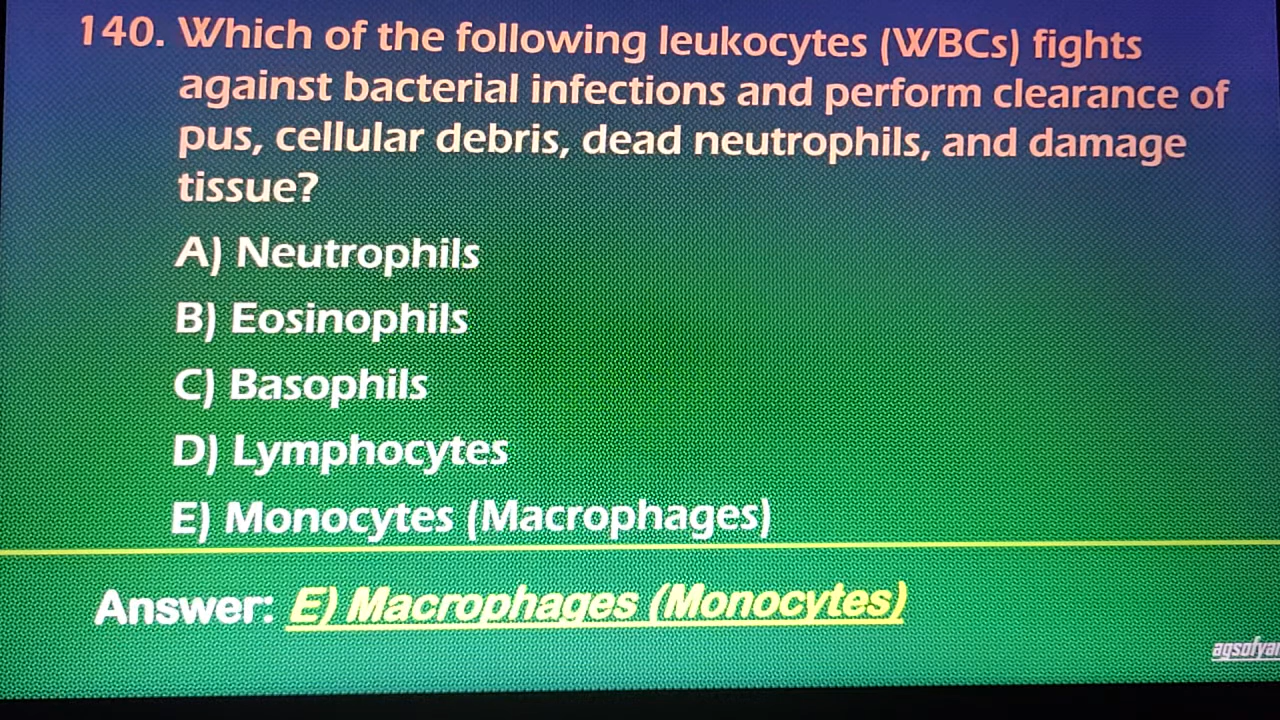 140. Which of the following leukocytes (WBCs) fights
against bacterial infections and perform clearance of
pus, cellular debris, dead neutrophils, and damage
tissue?
A) Neutrophils
B) Eosinophils
C) Basophils
D) Lymphocytes
E) Monocytes (Macrophages)
Answer: E) Macrophages (Monocytes)